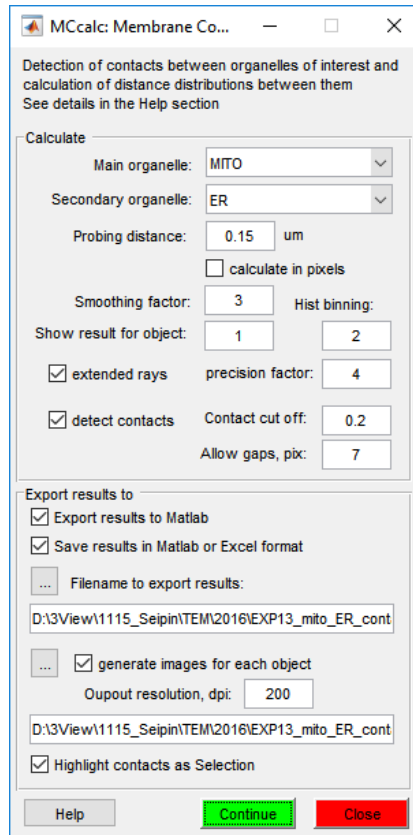 MCcalc: Membrane Co...
Detection of contacts between organelles of interest and
calculation of distance distributions between them
See details in the Help section
Calculate
Main organelle: MITO
Secondary organelle: ER
Probing distance: 0.15 um
calculate in pixels
Smoothing factor: 3 Hist binning:
Show result for object: 1 2
extended rays precision factor: 4
detect contacts Contact cut off: 0.2
Allow gaps, pix: 7
Export results to
Export results to Matlab
Save results in Matlab or Excel format
... Filename to export results:
D:\3View\1115_Seipin\TEM\2016\EXP13_mito_ER_cont
... generate images for each object
Oupout resolution, dpi: 200
D:\3View\1115_Seipin\TEM\2016\EXP13_mito_ER_cont
Highlight contacts as Selection
Help Continue Close